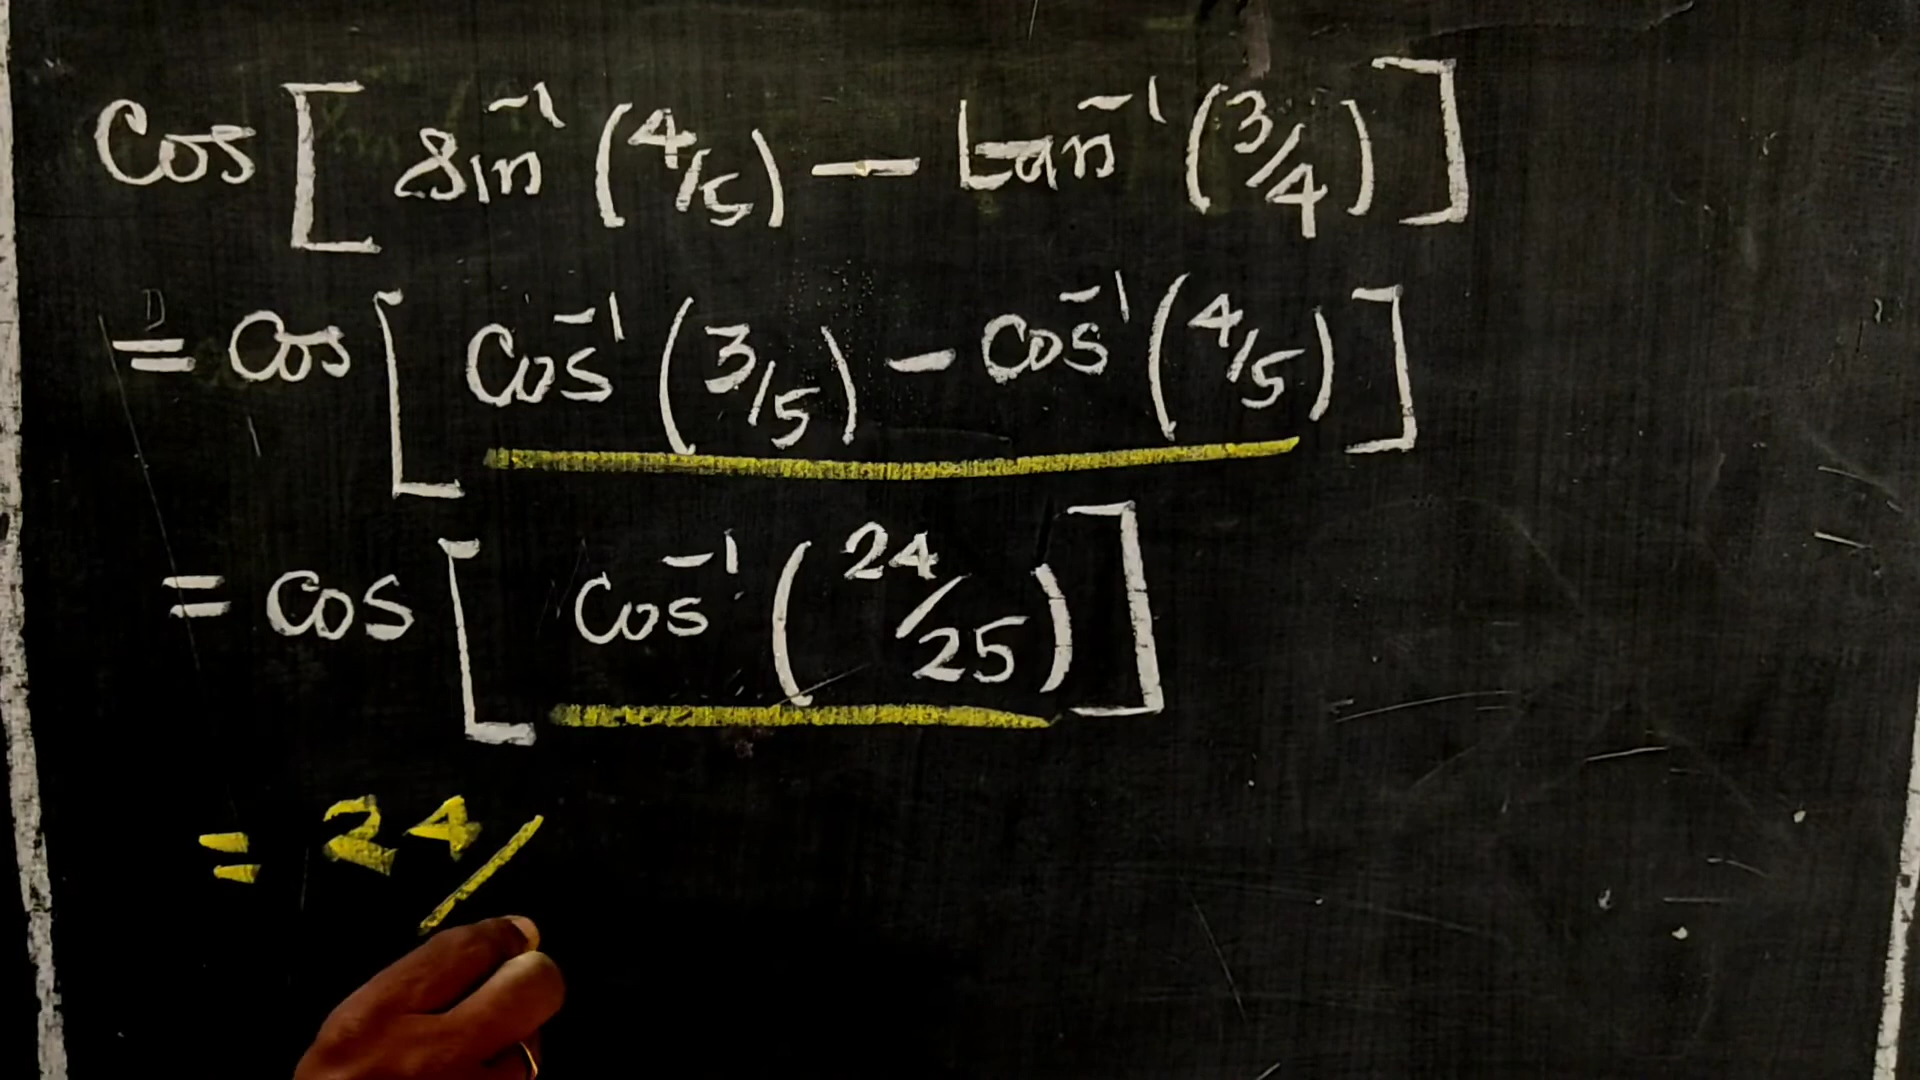 Cos [ sin⁻¹ (4/5) — tan⁻¹ (3/4) ]
= Cos [ Cos⁻¹ (3/5) — Cos⁻¹ (4/5) ]
= cos [ Cos⁻¹ (24/25) ]
= 24/